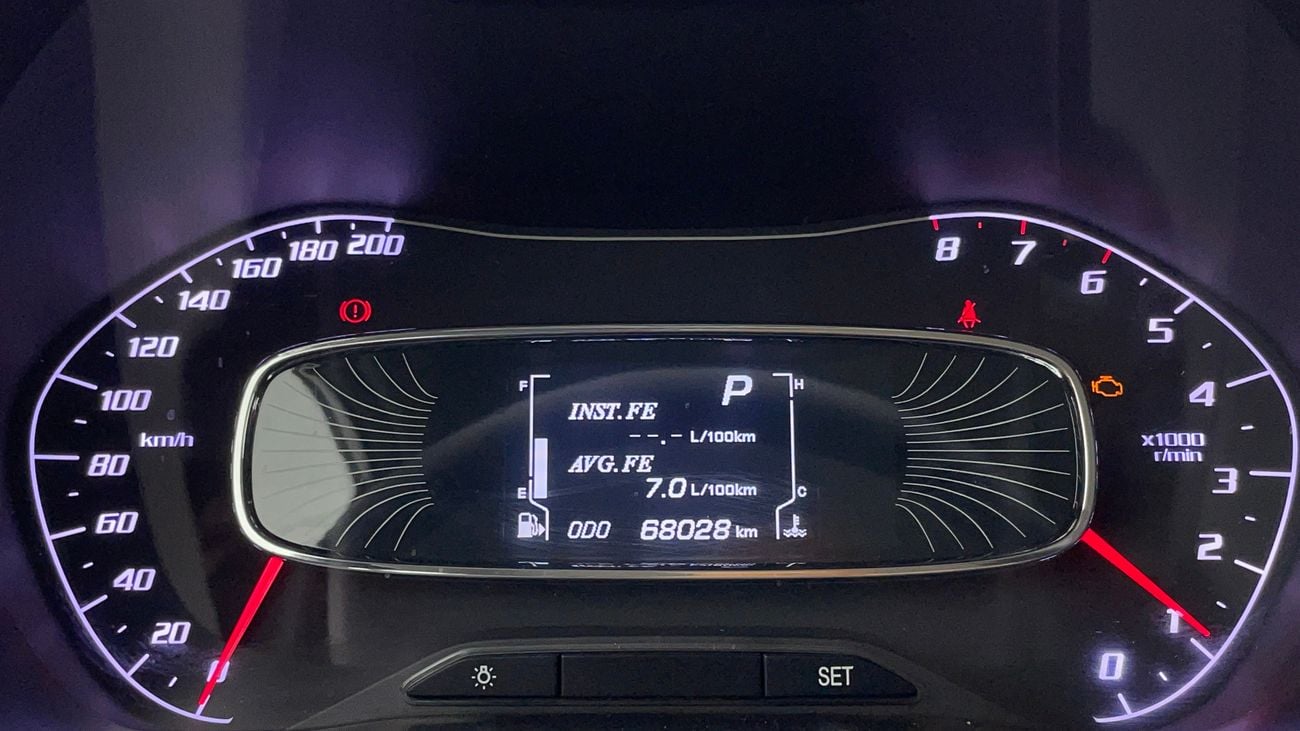 200
180
160
140
120
100
km/h
80
60
40
20
0
8
7
6
5
4
x1000
r/min
3
2
1
0
F
P
H
INST.FE
--.- L/100km
AVG.FE
7.0 L/100km
E
C
ODO 68028 km
SET